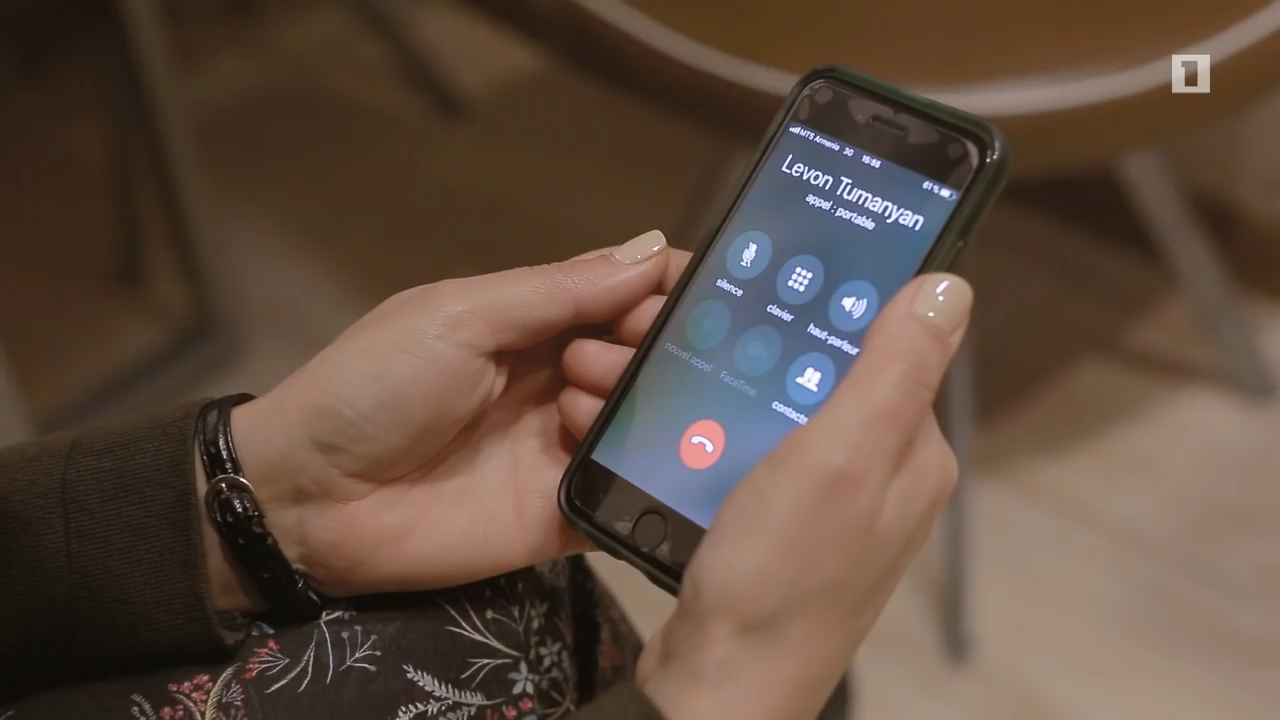 1
MTS Armenia 3G 15:58 61 %
Levon Tumanyan
appel : portable
silence clavier haut-parleur
nouvel appel FaceTime contacts